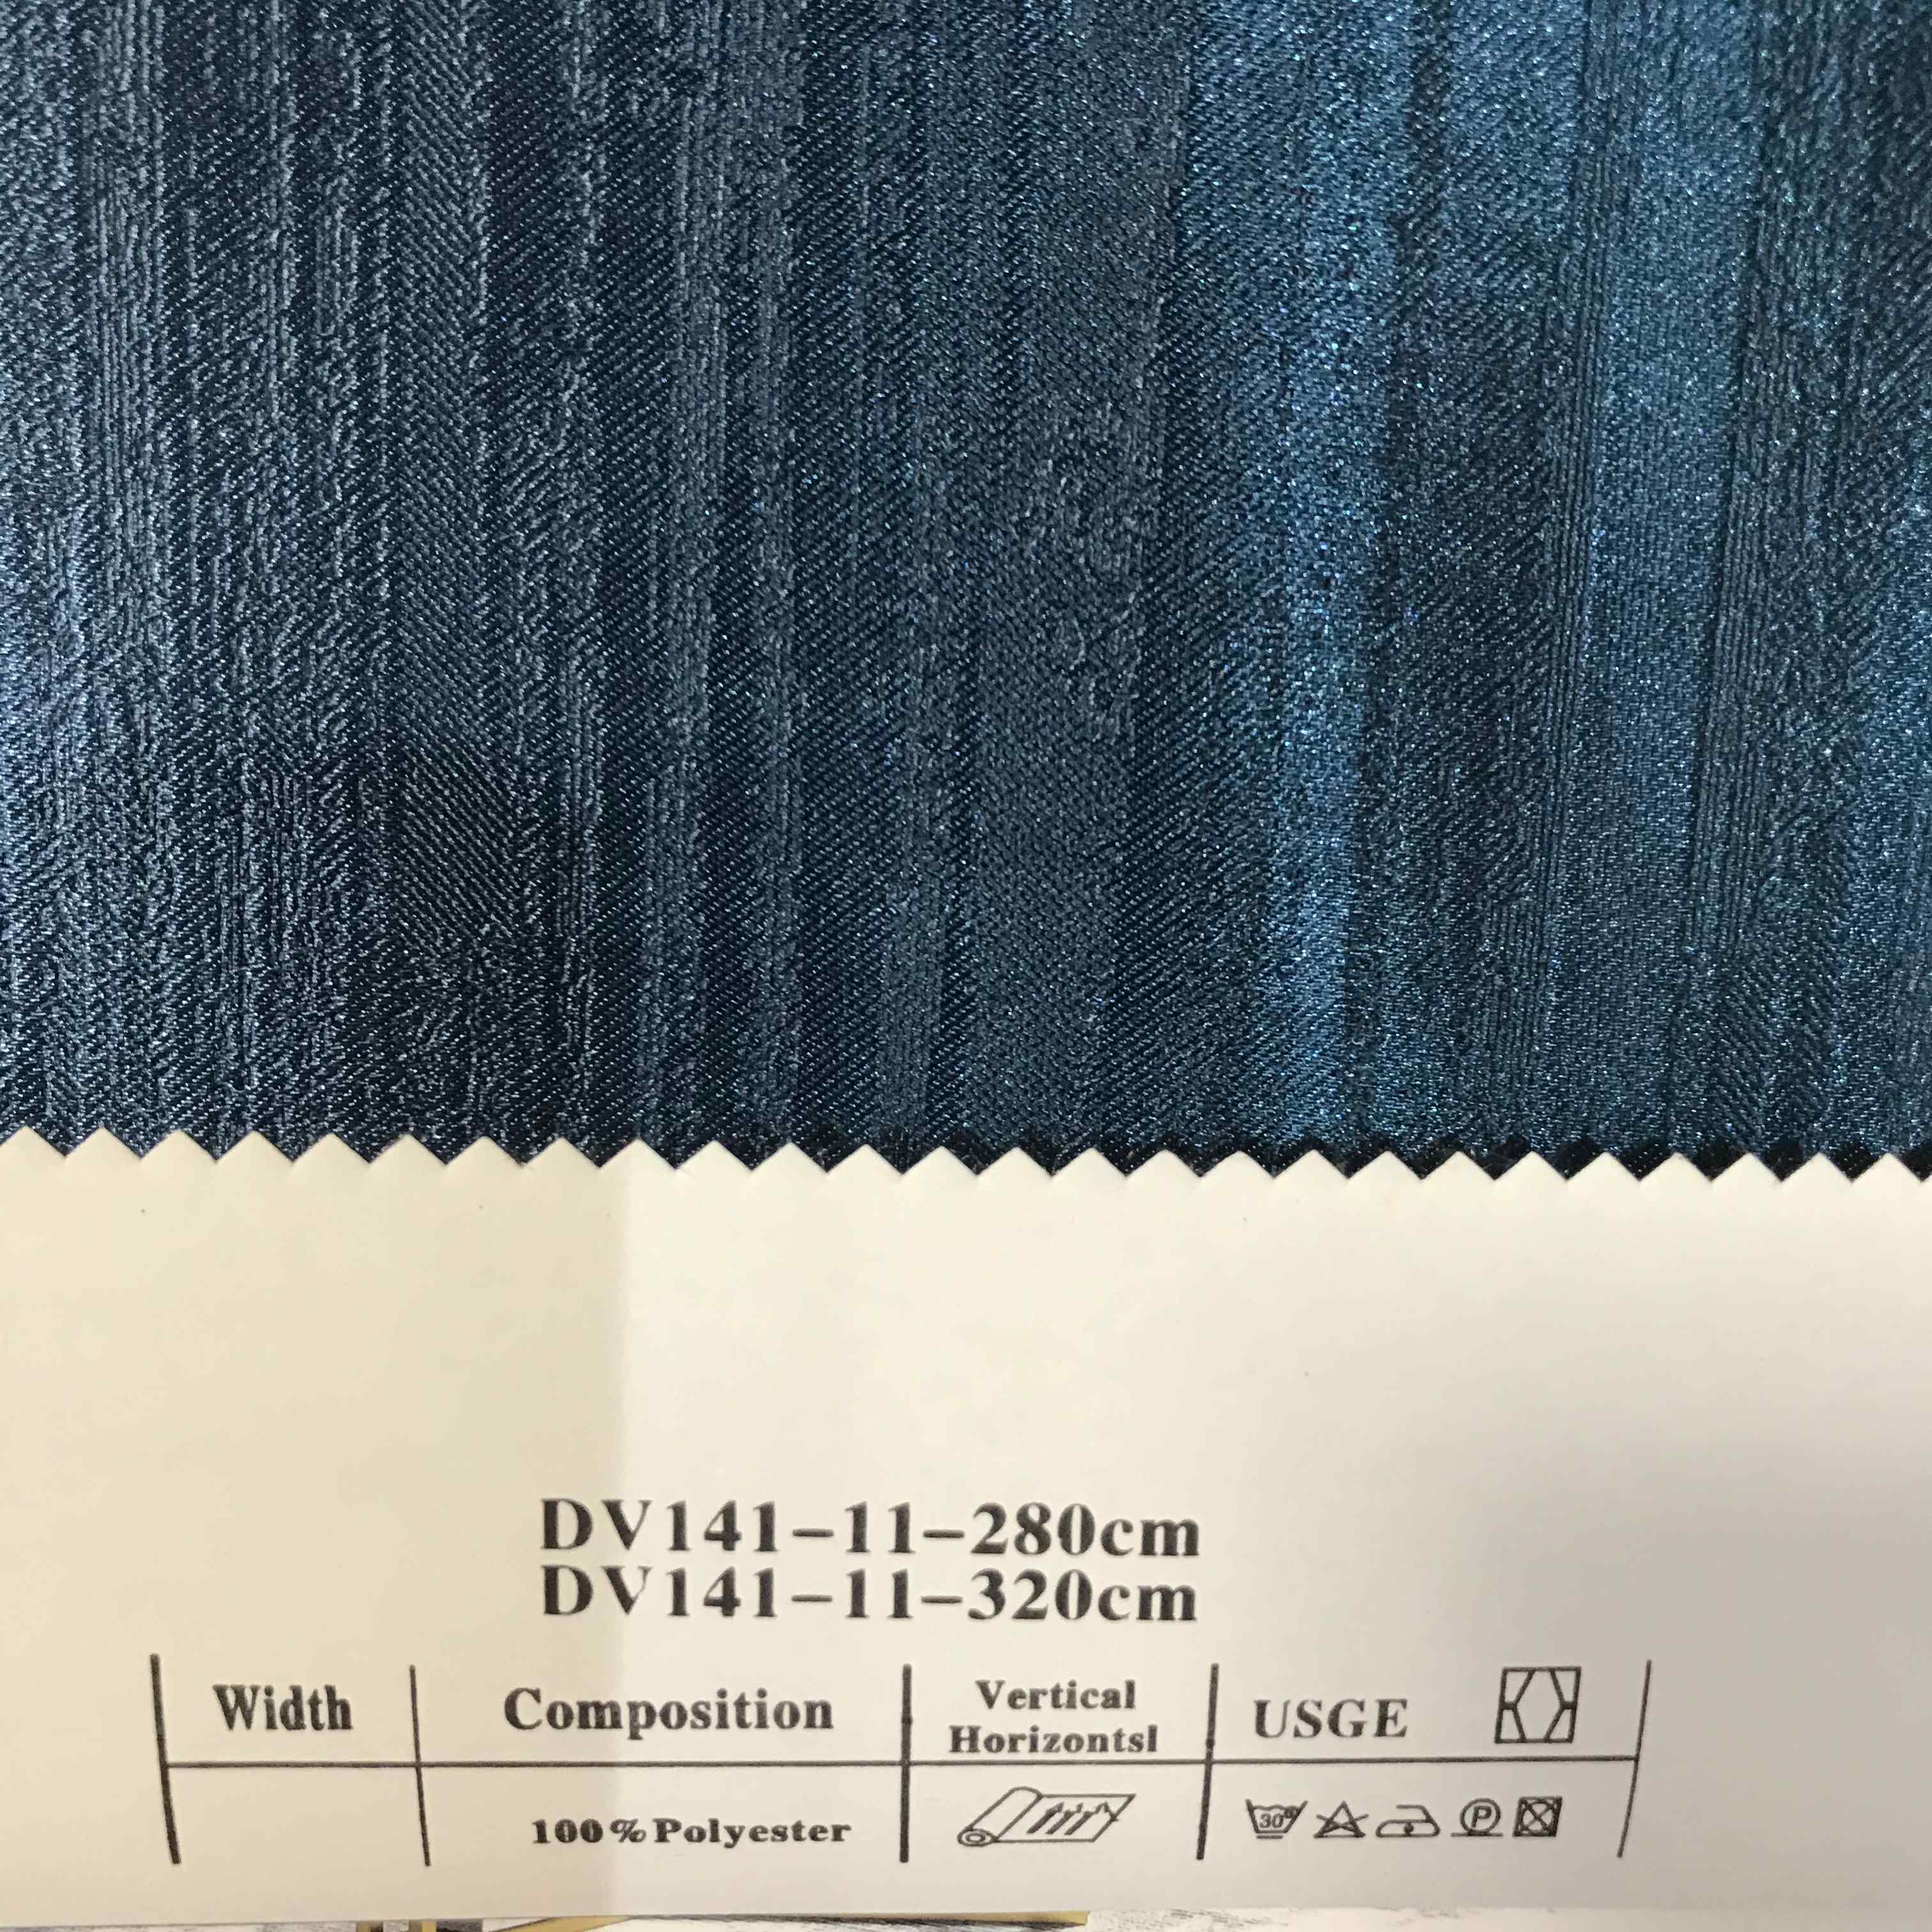 DV141-11-280cm
DV141-11-320cm
Width
Composition
Vertical
Horizontsl
USGE
100%Polyester
30°
P